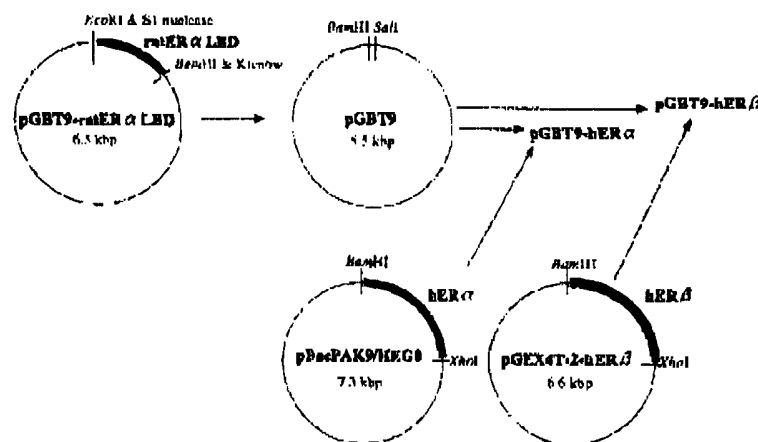 EcoRI & S1 nuclease
ratERα LBD
BamHI & Klenow
pGBT9-ratERα LBD
6.5 kbp
BamHI SalI
pGBT9
5.5 kbp
pGBT9-hERβ
pGBT9-hERα
BamHI
hERα
pBacPAK9/HEG0
7.3 kbp
XhoI
BamHI
hERβ
pGEX4T-2-hERβ
6.6 kbp
XhoI